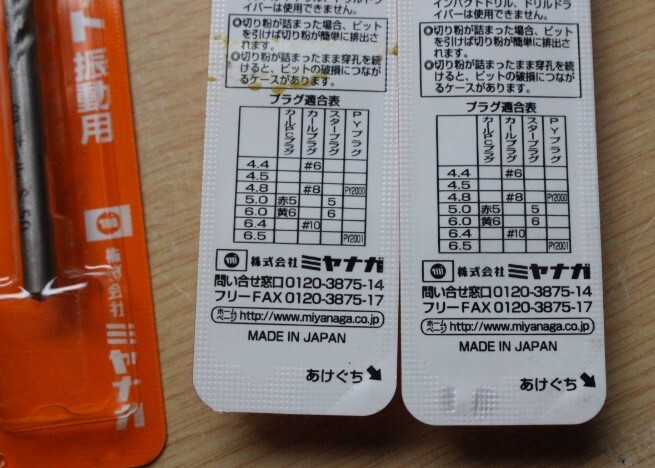 ト 振動用
株式会社 ミヤナガ
イバーは使用できません。
◎切り粉が詰まった場合、ビット
を引けば切り粉が簡単に排出さ
れます。
◎切り粉が詰まったまま穿孔を続
けると、ビットの破損につなが
るケースがあります。
プラグ適合表
カールPCプラグ カールプラグ スタープラグ PYプラグ
4.4 #6
4.5
4.8 #8 PY2000
5.0 赤5 5
6.0 黄6 6
6.4 #10
6.5 PY2001
株式会社 ミヤナガ
問い合せ窓口0120-3875-14
フリーFAX 0120-3875-17
ホームページ http://www.miyanaga.co.jp
MADE IN JAPAN
あけぐち
インパクトドリル、ドリルドラ
イバーは使用できません。
◎切り粉が詰まった場合、ビット
を引けば切り粉が簡単に排出さ
れます。
◎切り粉が詰まったまま穿孔を続
けると、ビットの破損につなが
るケースがあります。
プラグ適合表
カールPCプラグ カールプラグ スタープラグ PYプラグ
4.4 #6
4.5
4.8 #8 PY2000
5.0 赤5 5
6.0 黄6 6
6.4 #10
6.5 PY2001
株式会社 ミヤナガ
問い合せ窓口0120-3875-14
フリーFAX 0120-3875-17
ホームページ http://www.miyanaga.co.jp
MADE IN JAPAN
あけぐち